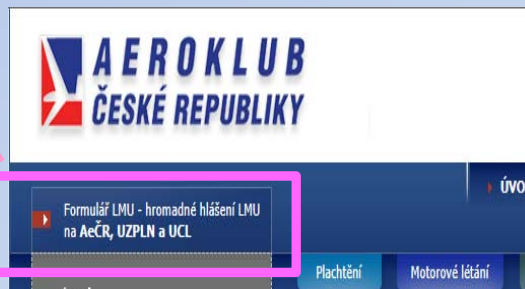 AEROKLUB
ČESKÉ REPUBLIKY
ÚVO
Formulář LMU - hromadné hlášení LMU
na AeČR, UZPLN a UCL
Plachtění Motorové létání